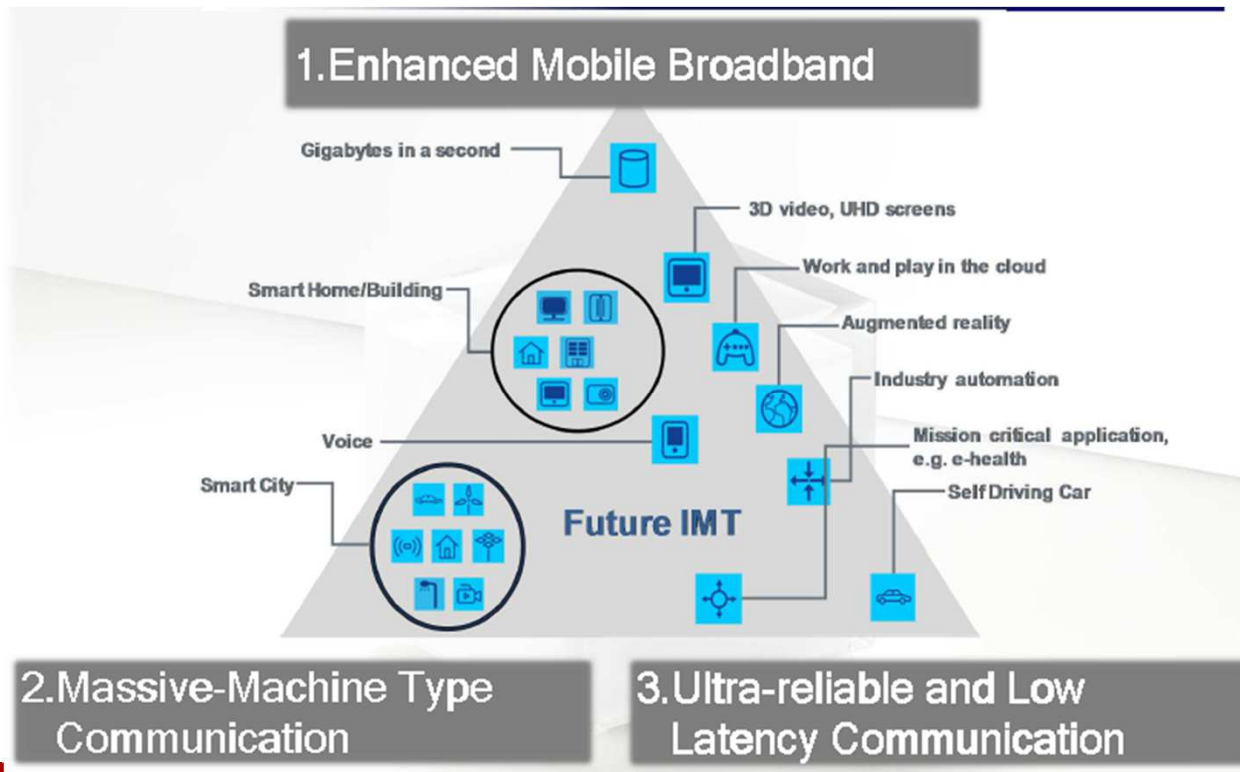 1.Enhanced Mobile Broadband
Gigabytes in a second
3D video, UHD screens
Work and play in the cloud
Smart Home/Building
Augmented reality
Industry automation
Voice
Mission critical application,
e.g. e-health
Smart City
Self Driving Car
Future IMT
2.Massive-Machine Type
Communication
3.Ultra-reliable and Low
Latency Communication